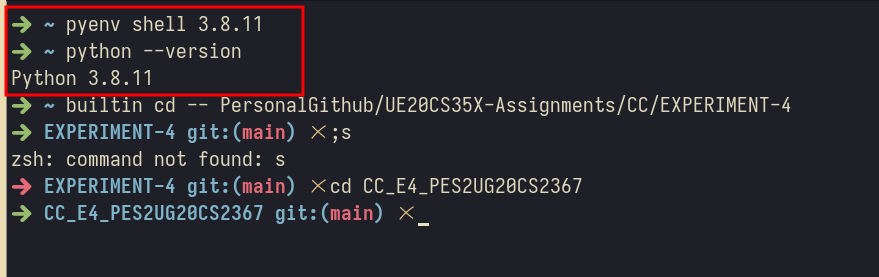 ➜ ~ pyenv shell 3.8.11
➜ ~ python --version
Python 3.8.11
➜ ~ builtin cd -- PersonalGithub/UE20CS35X-Assignments/CC/EXPERIMENT-4
➜ EXPERIMENT-4 git:(main) ✕;s
zsh: command not found: s
➜ EXPERIMENT-4 git:(main) ✕cd CC_E4_PES2UG20CS2367
➜ CC_E4_PES2UG20CS2367 git:(main) ✕_